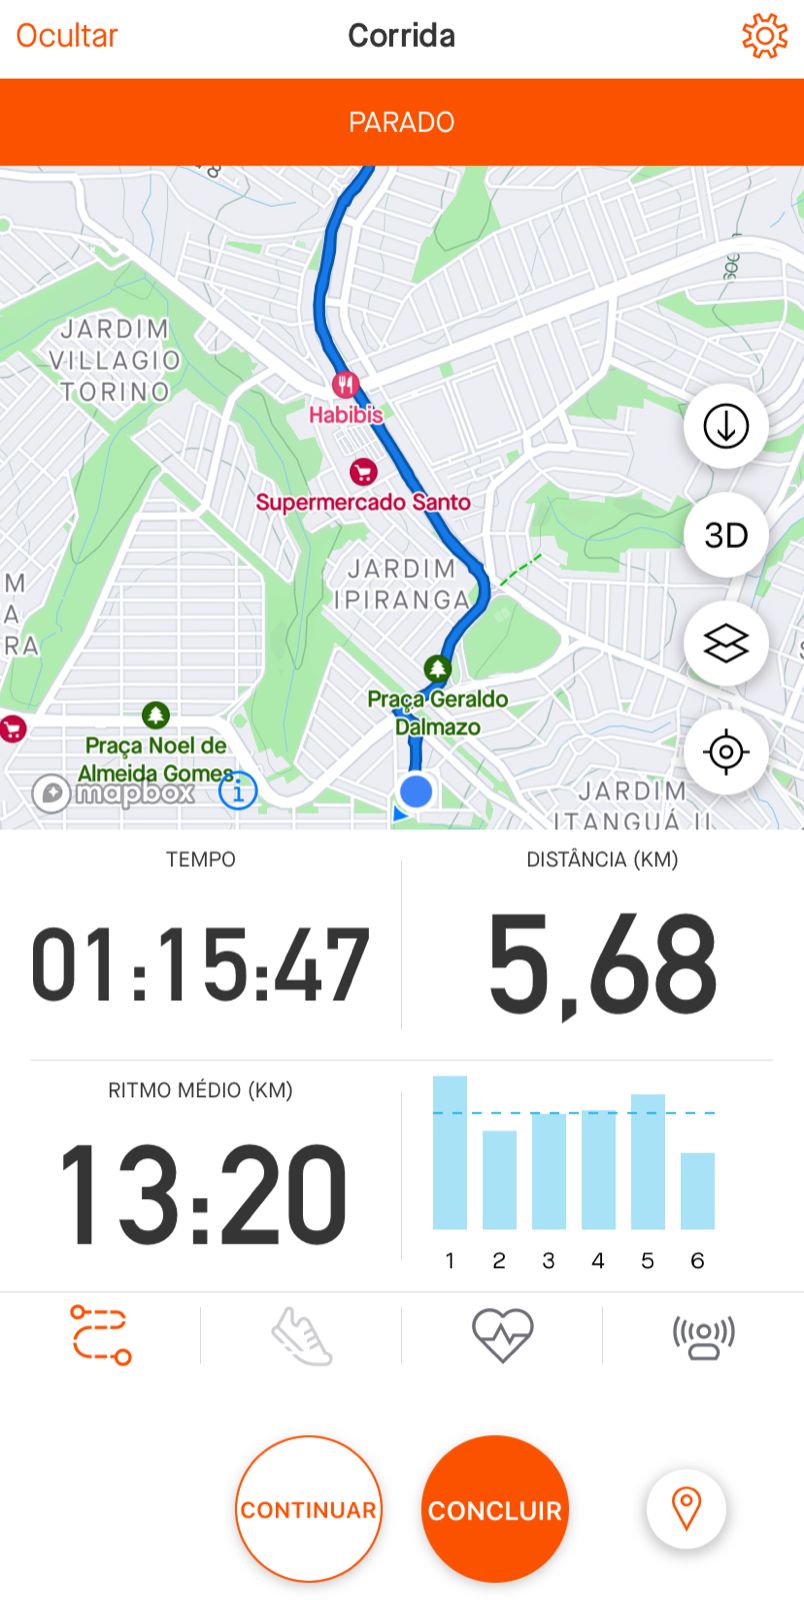 Ocultar
Corrida
PARADO
JARDIM
VILLAGIO
TORINO
Habibis
Supermercado Santo
JARDIM
IPIRANGA
M
A
RA
Praça Geraldo
Dalmazo
Praça Noel de
Almeida Gomes
mapbox
i
JARDIM
ITANGUÁ II
3D
TEMPO
01:15:47
DISTÂNCIA (KM)
5,68
RITMO MÉDIO (KM)
13:20
1 2 3 4 5 6
CONTINUAR
CONCLUIR